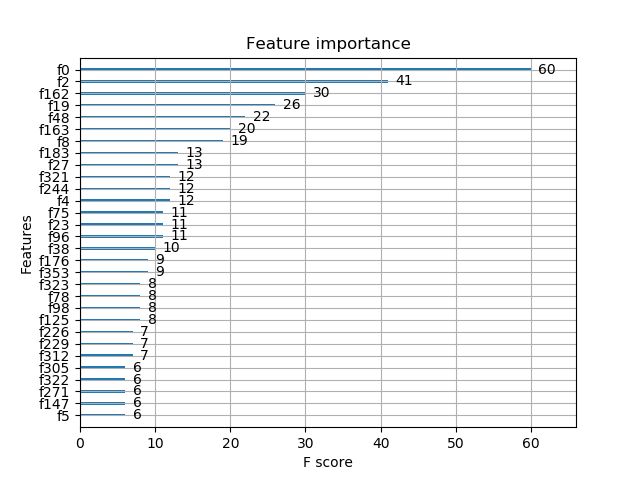 Feature importance
f0 60
f2 41
f162 30
f19 26
f48 22
f163 20
f8 19
f183 13
f27 13
f321 12
f244 12
f4 12
f75 11
f23 11
f96 11
f38 10
f176 9
f353 9
f323 8
f78 8
f98 8
f125 8
f226 7
f229 7
f312 7
f305 6
f322 6
f271 6
f147 6
f5 6
Features
0 10 20 30 40 50 60
F score